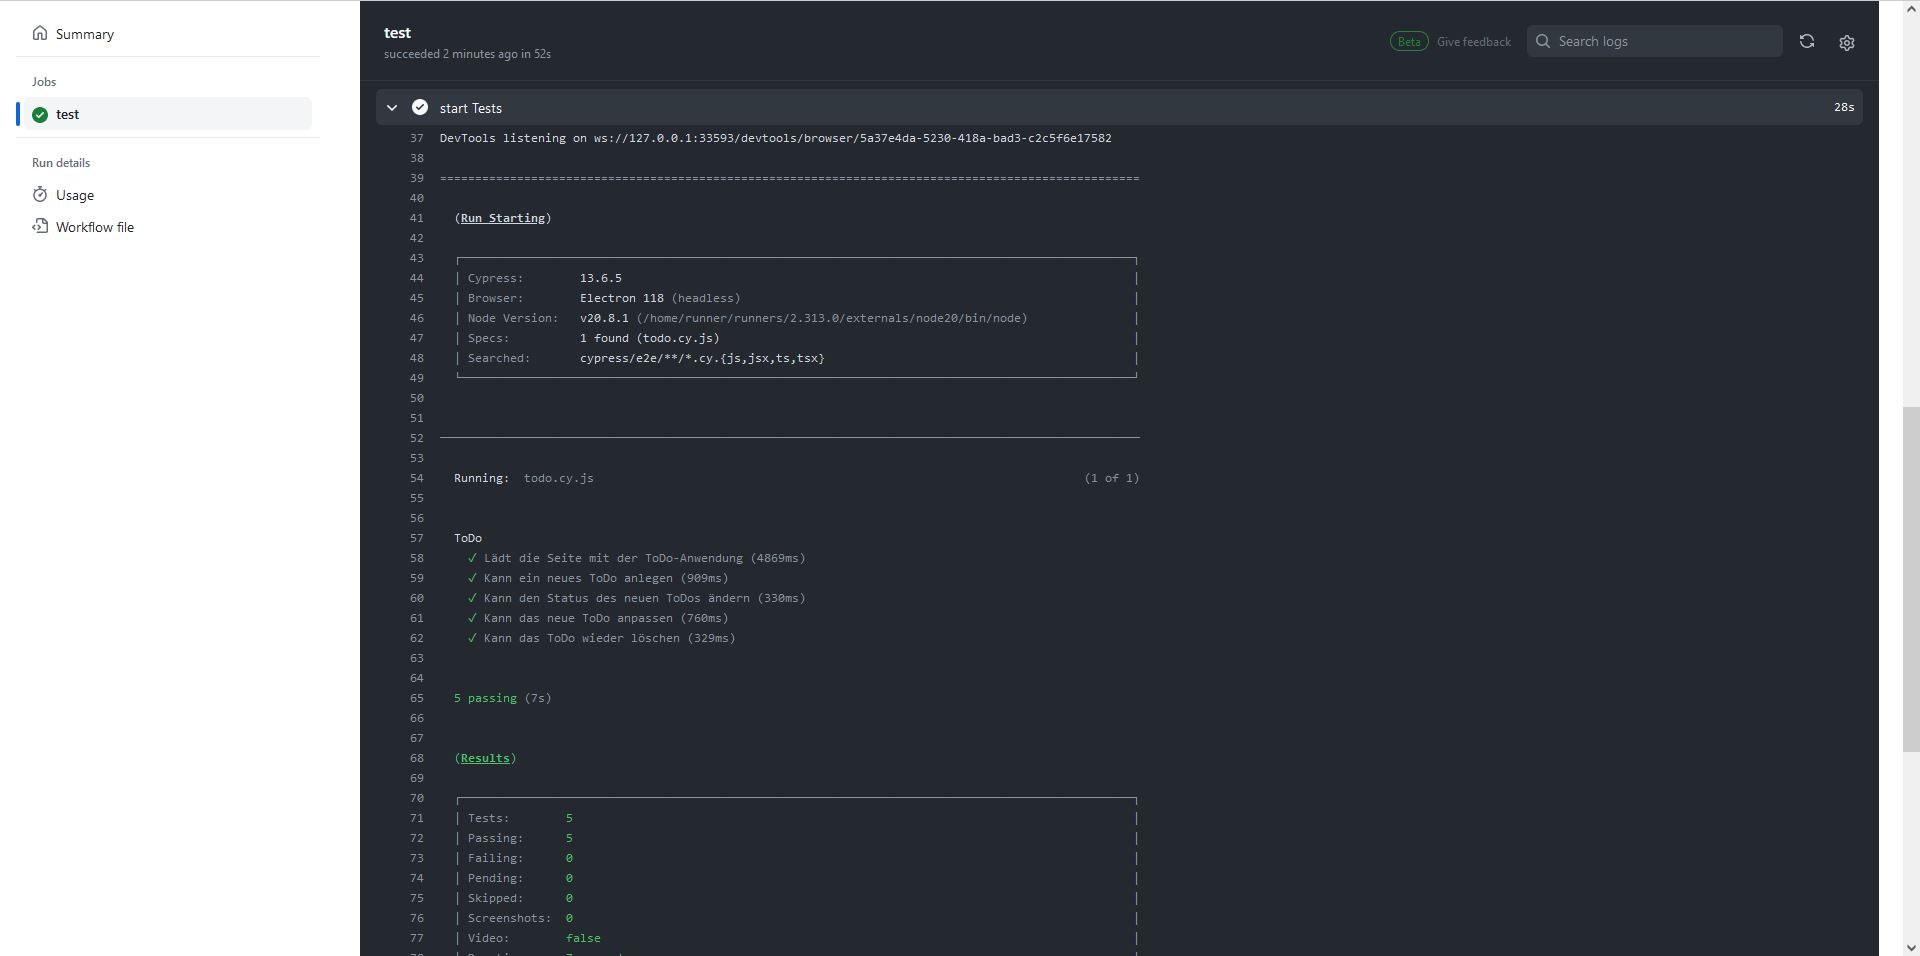 Summary
Jobs
test
Run details
Usage
Workflow file
test
succeeded 2 minutes ago in 52s
Beta Give feedback
Search logs
start Tests 28s
37 DevTools listening on ws://127.0.0.1:33593/devtools/browser/5a37e4da-5230-418a-bad3-c2c5f6e17582
38
39 ====================================================================================================
40
41 (Run Starting)
42
43
44 Cypress: 13.6.5
45 Browser: Electron 118 (headless)
46 Node Version: v20.8.1 (/home/runner/runners/2.313.0/externals/node20/bin/node)
47 Specs: 1 found (todo.cy.js)
48 Searched: cypress/e2e/**/*.cy.{js,jsx,ts,tsx}
49
50
51
52
53
54 Running: todo.cy.js (1 of 1)
55
56
57 ToDo
58 ✓ Lädt die Seite mit der ToDo-Anwendung (4869ms)
59 ✓ Kann ein neues ToDo anlegen (909ms)
60 ✓ Kann den Status des neuen ToDos ändern (330ms)
61 ✓ Kann das neue ToDo anpassen (760ms)
62 ✓ Kann das ToDo wieder löschen (329ms)
63
64
65 5 passing (7s)
66
67
68 (Results)
69
70
71 Tests: 5
72 Passing: 5
73 Failing: 0
74 Pending: 0
75 Skipped: 0
76 Screenshots: 0
77 Video: false